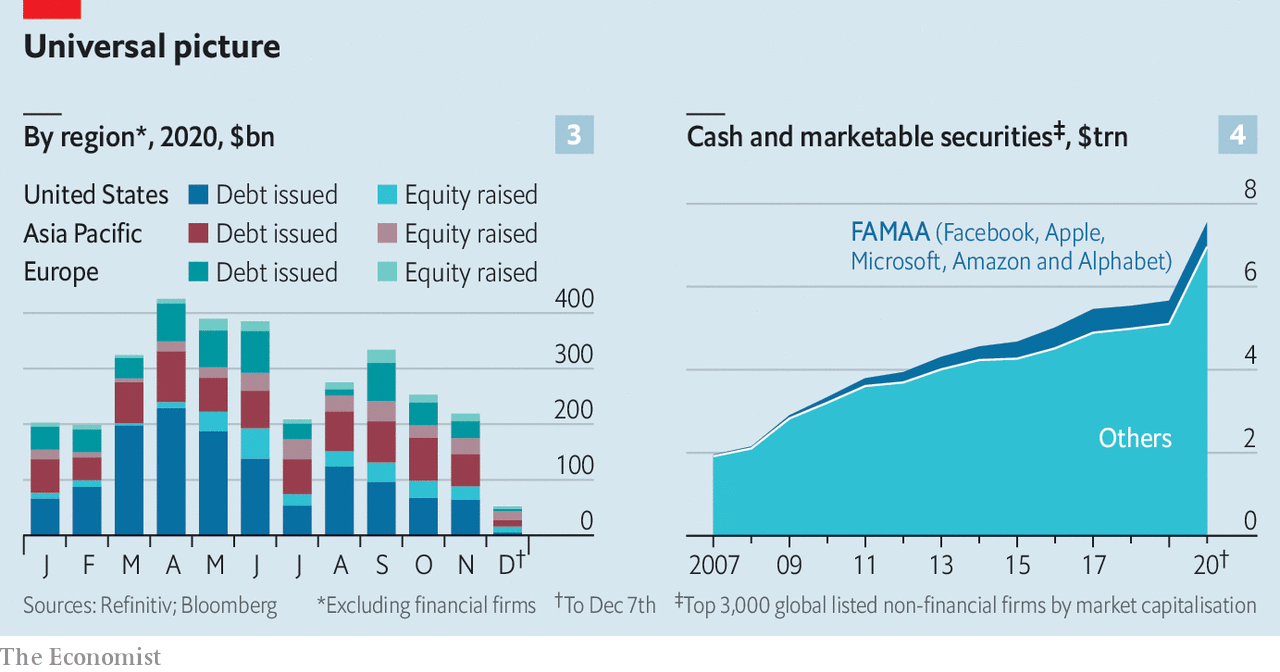 Universal picture
By region*, 2020, $bn
3
United States Debt issued Equity raised
Asia Pacific Debt issued Equity raised
Europe Debt issued Equity raised
400
300
200
100
0
J F M A M J J A S O N D†
Cash and marketable securities‡, $trn
4
8
FAMAA (Facebook, Apple,
Microsoft, Amazon and Alphabet)
6
4
Others
2
0
2007 09 11 13 15 17 20†
Sources: Refinitiv; Bloomberg *Excluding financial firms †To Dec 7th ‡Top 3,000 global listed non-financial firms by market capitalisation
The Economist